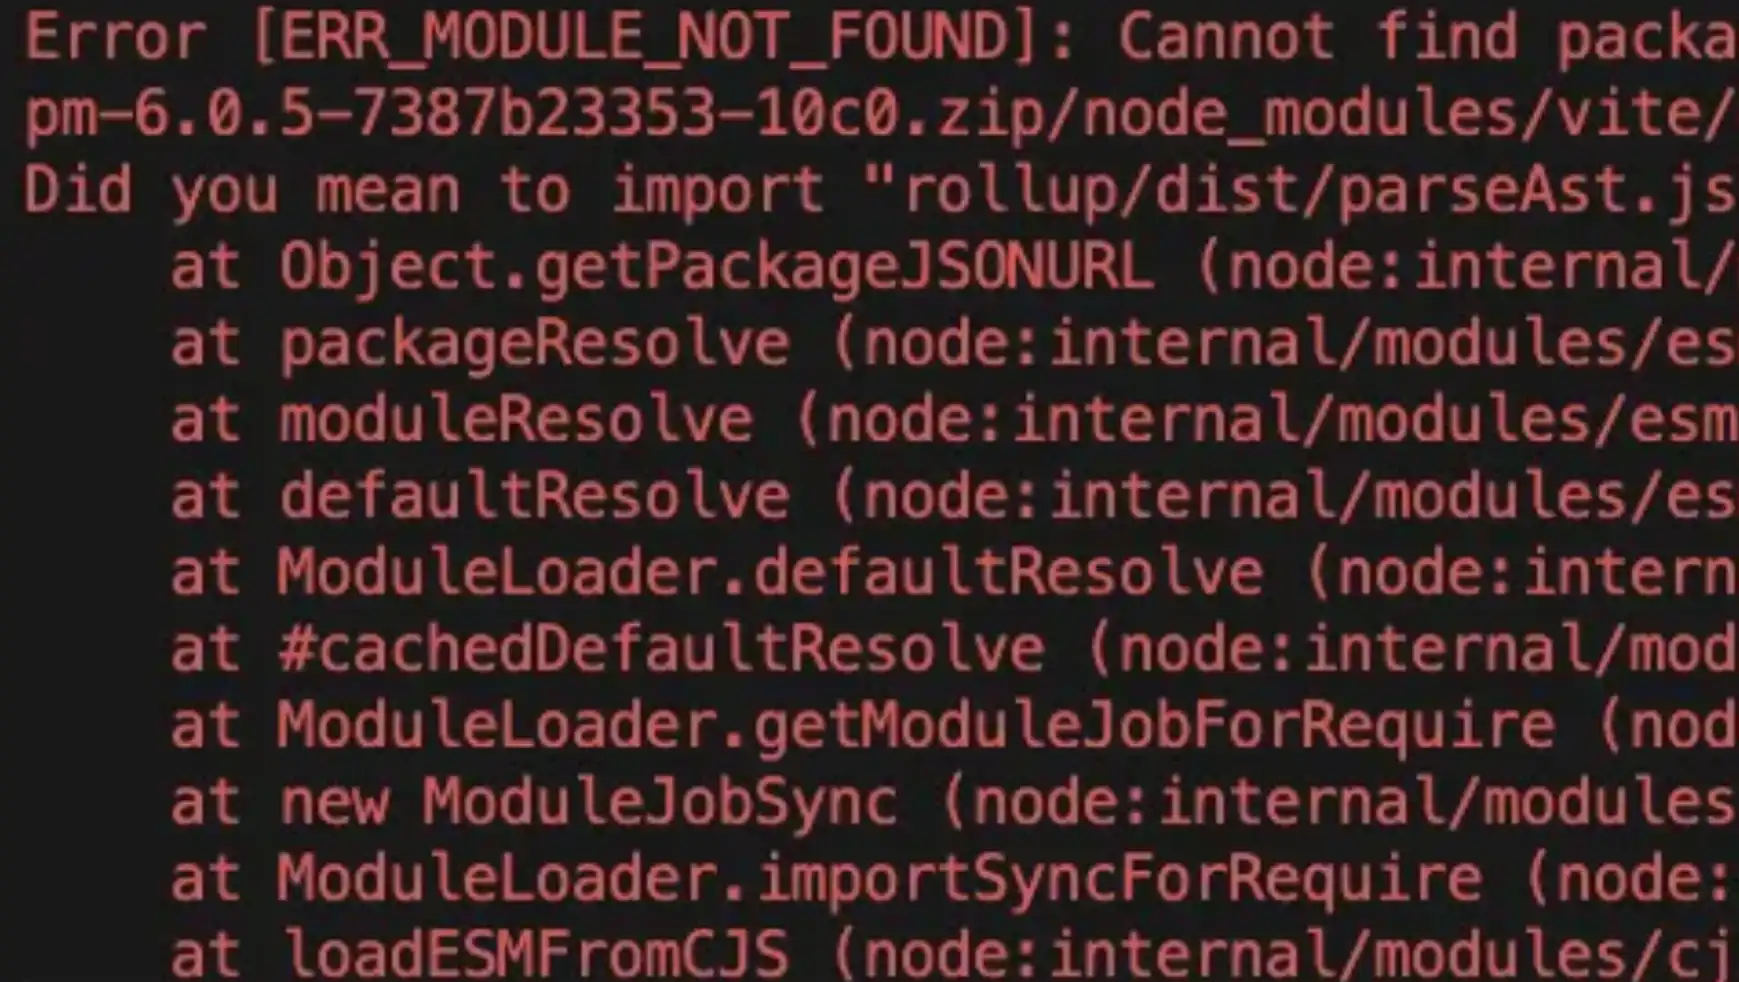 Error [ERR_MODULE_NOT_FOUND]: Cannot find packa
pm-6.0.5-7387b23353-10c0.zip/node_modules/vite/
Did you mean to import "rollup/dist/parseAst.js
at Object.getPackageJSONURL (node:internal/
at packageResolve (node:internal/modules/es
at moduleResolve (node:internal/modules/esm
at defaultResolve (node:internal/modules/es
at ModuleLoader.defaultResolve (node:intern
at #cachedDefaultResolve (node:internal/mod
at ModuleLoader.getModuleJobForRequire (nod
at new ModuleJobSync (node:internal/modules
at ModuleLoader.importSyncForRequire (node:
at loadESMFromCJS (node:internal/modules/cj